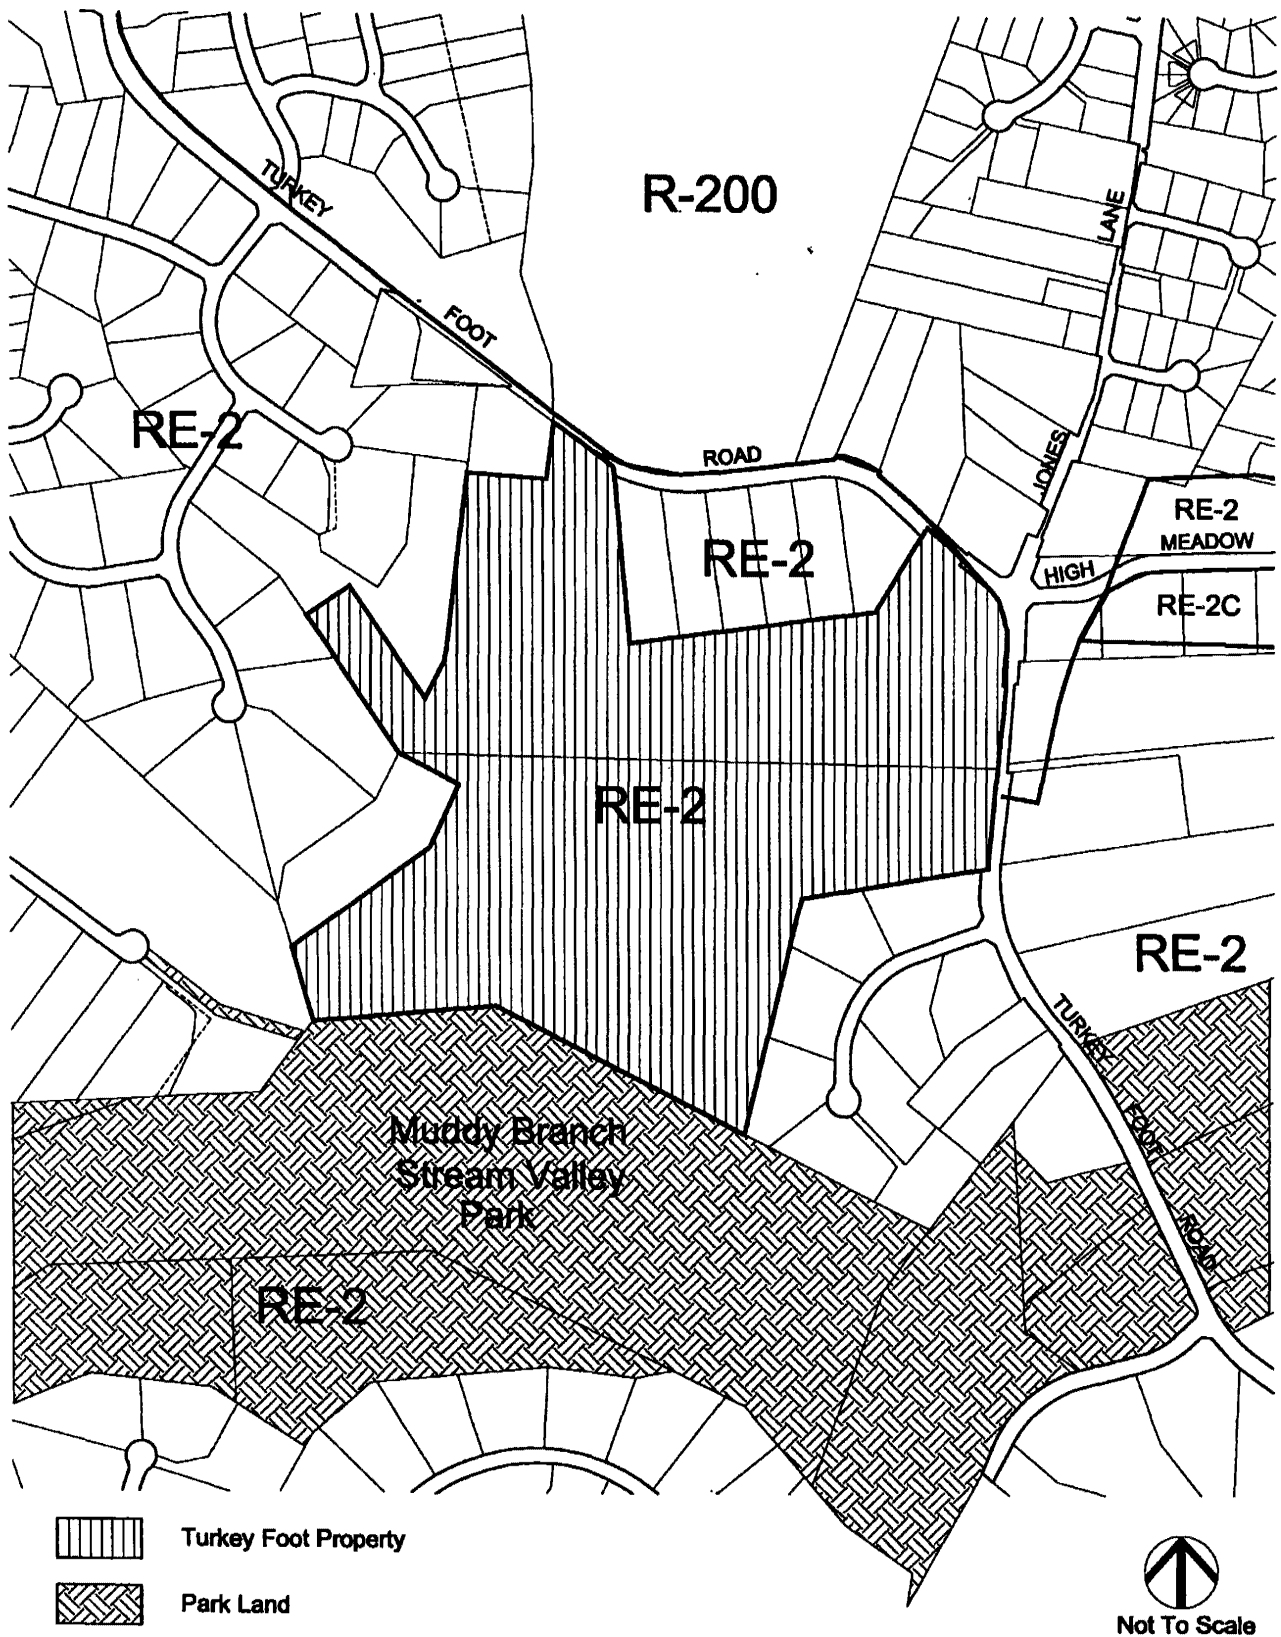 R-200
TURKEY
LANE
FOOT
RE-2
ROAD
JONES
RE-2
MEADOW
RE-2
HIGH
RE-2C
RE-2
RE-2
TURKEY
FOOT
ROAD
Muddy Branch
Stream Valley
Park
RE-2
Turkey Foot Property
Park Land
Not To Scale